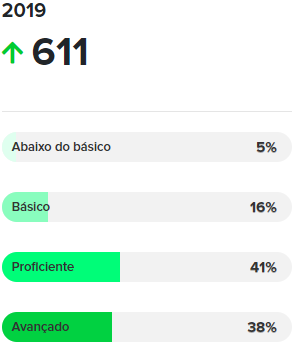 2019
611
Abaixo do básico 5%
Básico 16%
Proficiente 41%
Avançado 38%